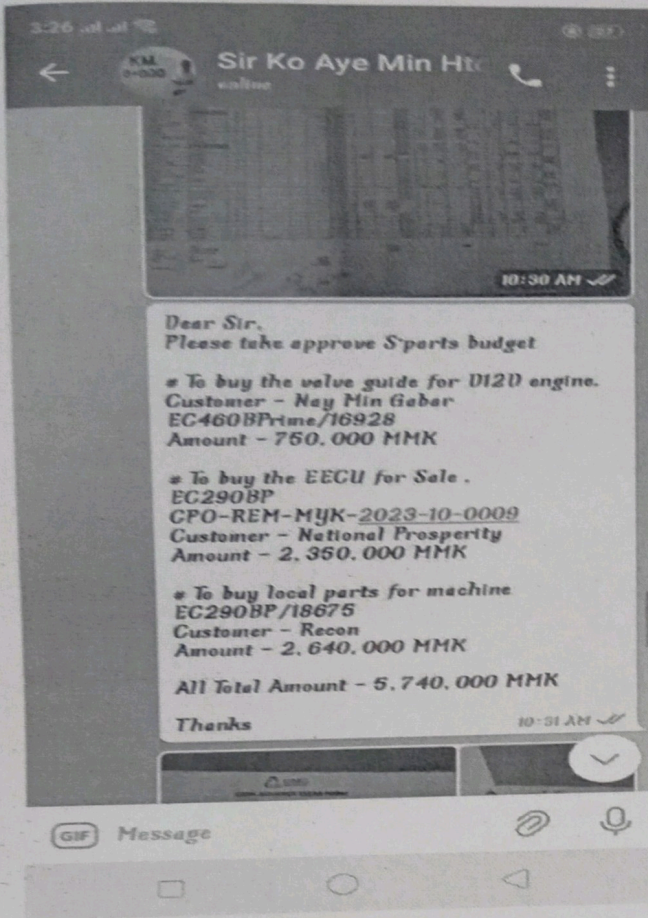 3:26
KM
Sir Ko Aye Min Ht
online
10:30 AM
Dear Sir.
Please take approve S'parts budget
# To buy the valve guide for D12D engine.
Customer - Nay Min Gabar
EC460BPrime/16928
Amount - 750.000 MMK
# To buy the EECU for Sale.
EC290BP
CPO-REM-MYK-2023-10-0009
Customer - National Prosperity
Amount - 2.350.000 MMK
# To buy local parts for machine
EC290BP/18675
Customer - Recon
Amount - 2.640.000 MMK
All Total Amount - 5.740.000 MMK
Thanks
10:31 AM
GIF Message